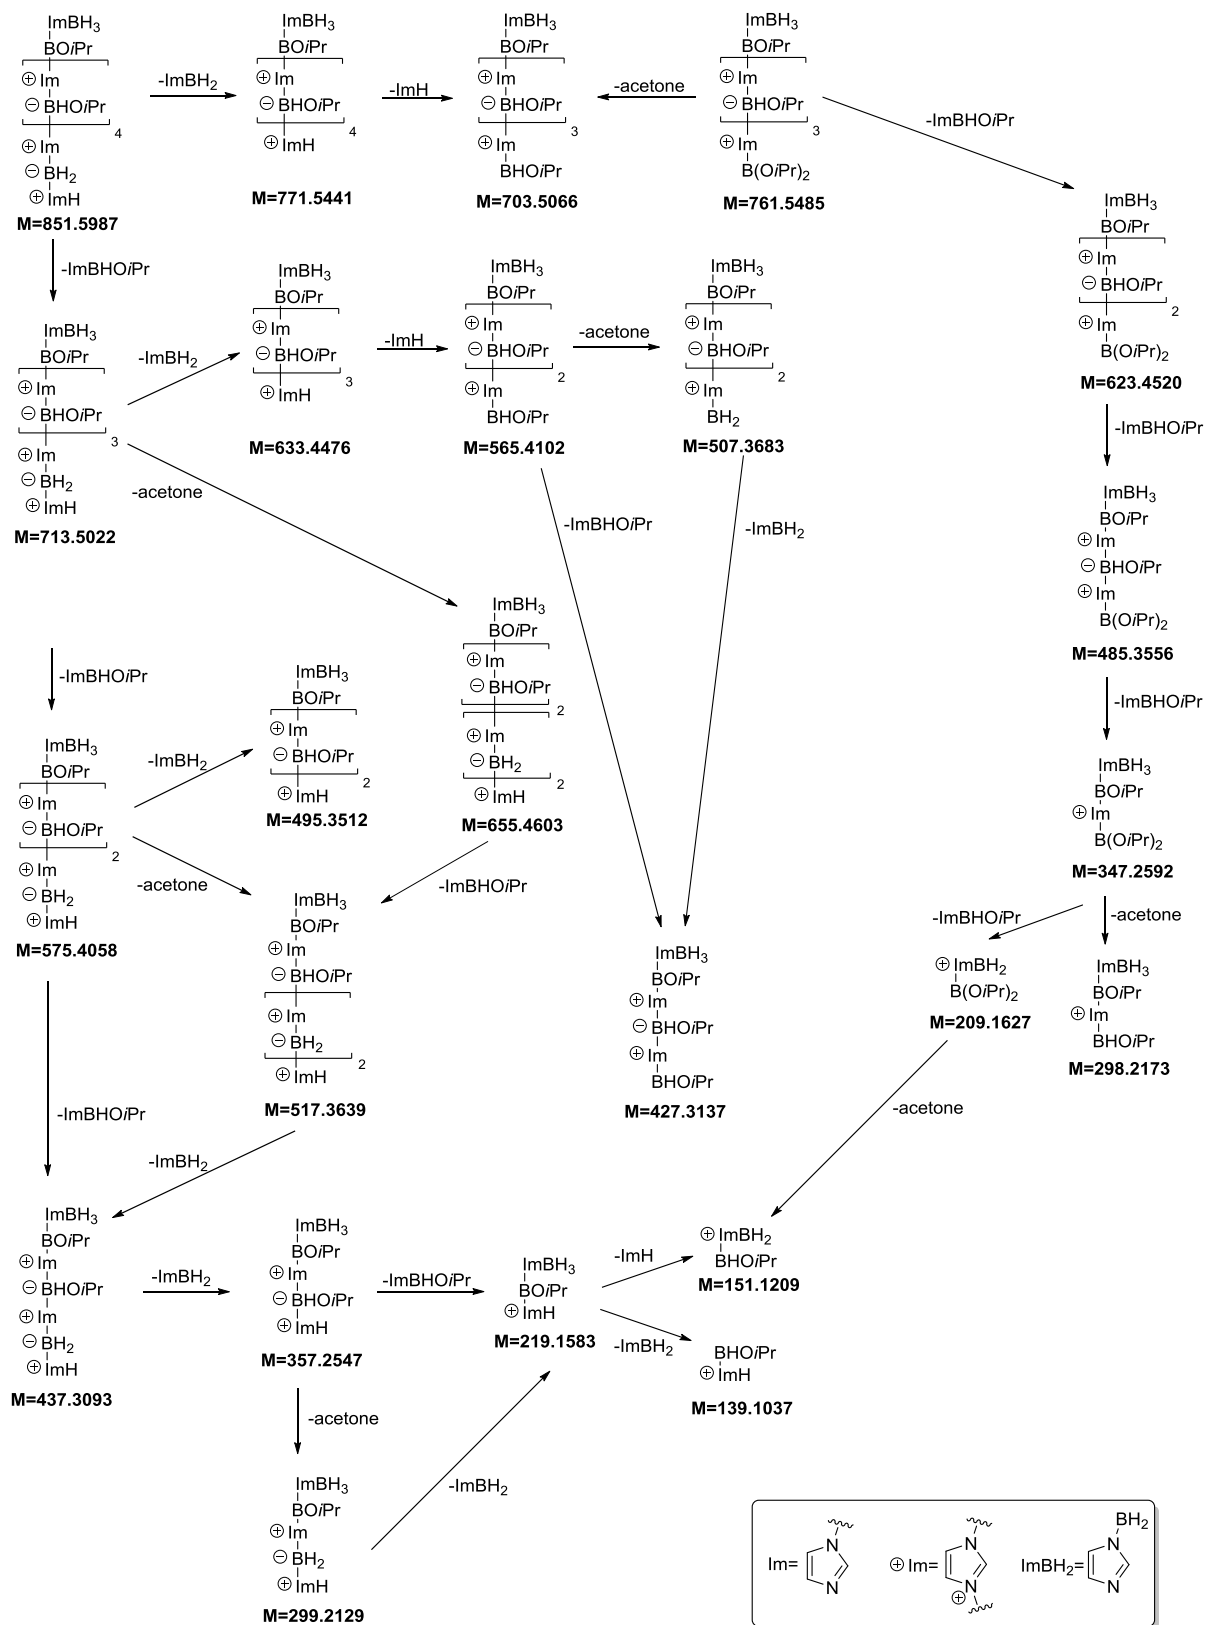 ImBH3
BOiPr
⊕ Im
⊖ BHOiPr
4
⊕ Im
⊖ BH2
⊕ ImH
M=851.5987
-ImBH2
ImBH3
BOiPr
⊕ Im
⊖ BHOiPr
4
⊕ ImH
M=771.5441
-ImH
ImBH3
BOiPr
⊕ Im
⊖ BHOiPr
3
⊕ Im
BHOiPr
M=703.5066
-acetone
ImBH3
BOiPr
⊕ Im
⊖ BHOiPr
3
⊕ Im
B(OiPr)2
M=761.5485
-ImBHOiPr
ImBH3
BOiPr
⊕ Im
⊖ BHOiPr
2
⊕ Im
B(OiPr)2
M=623.4520
-ImBHOiPr
ImBH3
BOiPr
⊕ Im
⊖ BHOiPr
3
⊕ Im
⊖ BH2
⊕ ImH
M=713.5022
-ImBH2
-acetone
ImBH3
BOiPr
⊕ Im
⊖ BHOiPr
3
⊕ ImH
M=633.4476
-ImH
ImBH3
BOiPr
⊕ Im
⊖ BHOiPr
2
⊕ Im
BHOiPr
M=565.4102
-acetone
ImBH3
BOiPr
⊕ Im
⊖ BHOiPr
2
⊕ Im
BH2
M=507.3683
-ImBHOiPr
-ImBH2
-ImBHOiPr
ImBH3
BOiPr
⊕ Im
⊖ BHOiPr
⊕ Im
B(OiPr)2
M=485.3556
-ImBHOiPr
-ImBHOiPr
ImBH3
BOiPr
⊕ Im
⊖ BHOiPr
2
⊕ Im
⊖ BH2
⊕ ImH
M=575.4058
-ImBH2
-acetone
ImBH3
BOiPr
⊕ Im
⊖ BHOiPr
2
⊕ ImH
M=495.3512
ImBH3
BOiPr
⊕ Im
⊖ BHOiPr
2
⊕ Im
⊖ BH2
2
⊕ ImH
M=655.4603
-ImBHOiPr
ImBH3
BOiPr
⊕ Im
⊖ BHOiPr
⊕ Im
⊖ BH2
2
⊕ ImH
M=517.3639
ImBH3
BOiPr
⊕ Im
⊖ BHOiPr
⊕ Im
BHOiPr
M=427.3137
ImBH3
BOiPr
⊕ Im
B(OiPr)2
M=347.2592
-ImBHOiPr
-acetone
⊕ ImBH2
B(OiPr)2
M=209.1627
ImBH3
BOiPr
⊕ Im
BHOiPr
M=298.2173
-acetone
-ImBHOiPr
-ImBH2
ImBH3
BOiPr
⊕ Im
⊖ BHOiPr
⊕ Im
⊖ BH2
⊕ ImH
M=437.3093
-ImBH2
ImBH3
BOiPr
⊕ Im
⊖ BHOiPr
⊕ ImH
M=357.2547
-ImBHOiPr
ImBH3
BOiPr
⊕ ImH
M=219.1583
-ImH
⊕ ImBH2
BHOiPr
M=151.1209
-ImBH2
BHOiPr
⊕ ImH
M=139.1037
-acetone
-ImBH2
ImBH3
BOiPr
⊕ Im
⊖ BH2
⊕ ImH
M=299.2129
Im=
N
N
⊕ Im=
N
N
⊕
ImBH2=
BH2
N
N